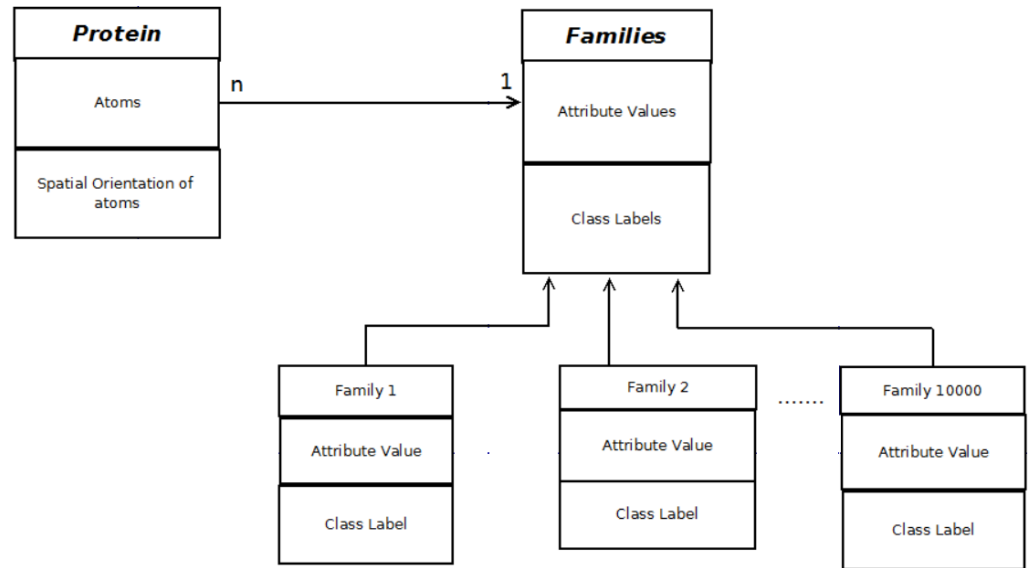 Protein
Atoms
Spatial Orientation of
atoms
n
1
Families
Attribute Values
Class Labels
Family 1
Attribute Value
Class Label
Family 2
Attribute Value
Class Label
.......
Family 10000
Attribute Value
Class Label